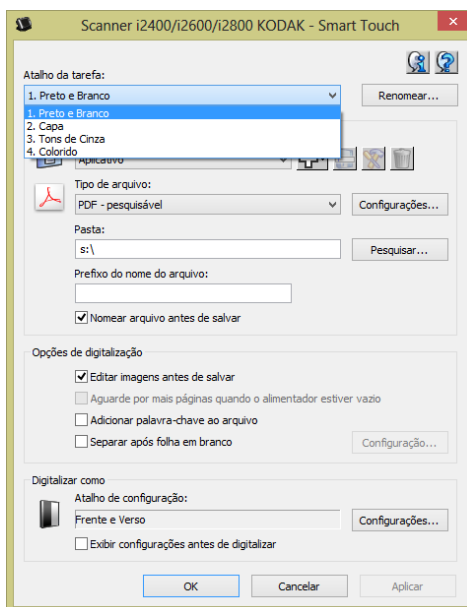 Scanner i2400/i2600/i2800 KODAK - Smart Touch
Atalho da tarefa:
1. Preto e Branco
Renomear...
1. Preto e Branco
2. Capa
3. Tons de Cinza
4. Colorido
Aplicativo
Tipo de arquivo:
PDF - pesquisável
Configurações...
Pasta:
s:\
Pesquisar...
Prefixo do nome do arquivo:
Nomear arquivo antes de salvar
Opções de digitalização
Editar imagens antes de salvar
Aguarde por mais páginas quando o alimentador estiver vazio
Adicionar palavra-chave ao arquivo
Separar após folha em branco
Configuração...
Digitalizar como
Atalho de configuração:
Frente e Verso
Configurações...
Exibir configurações antes de digitalizar
OK
Cancelar
Aplicar